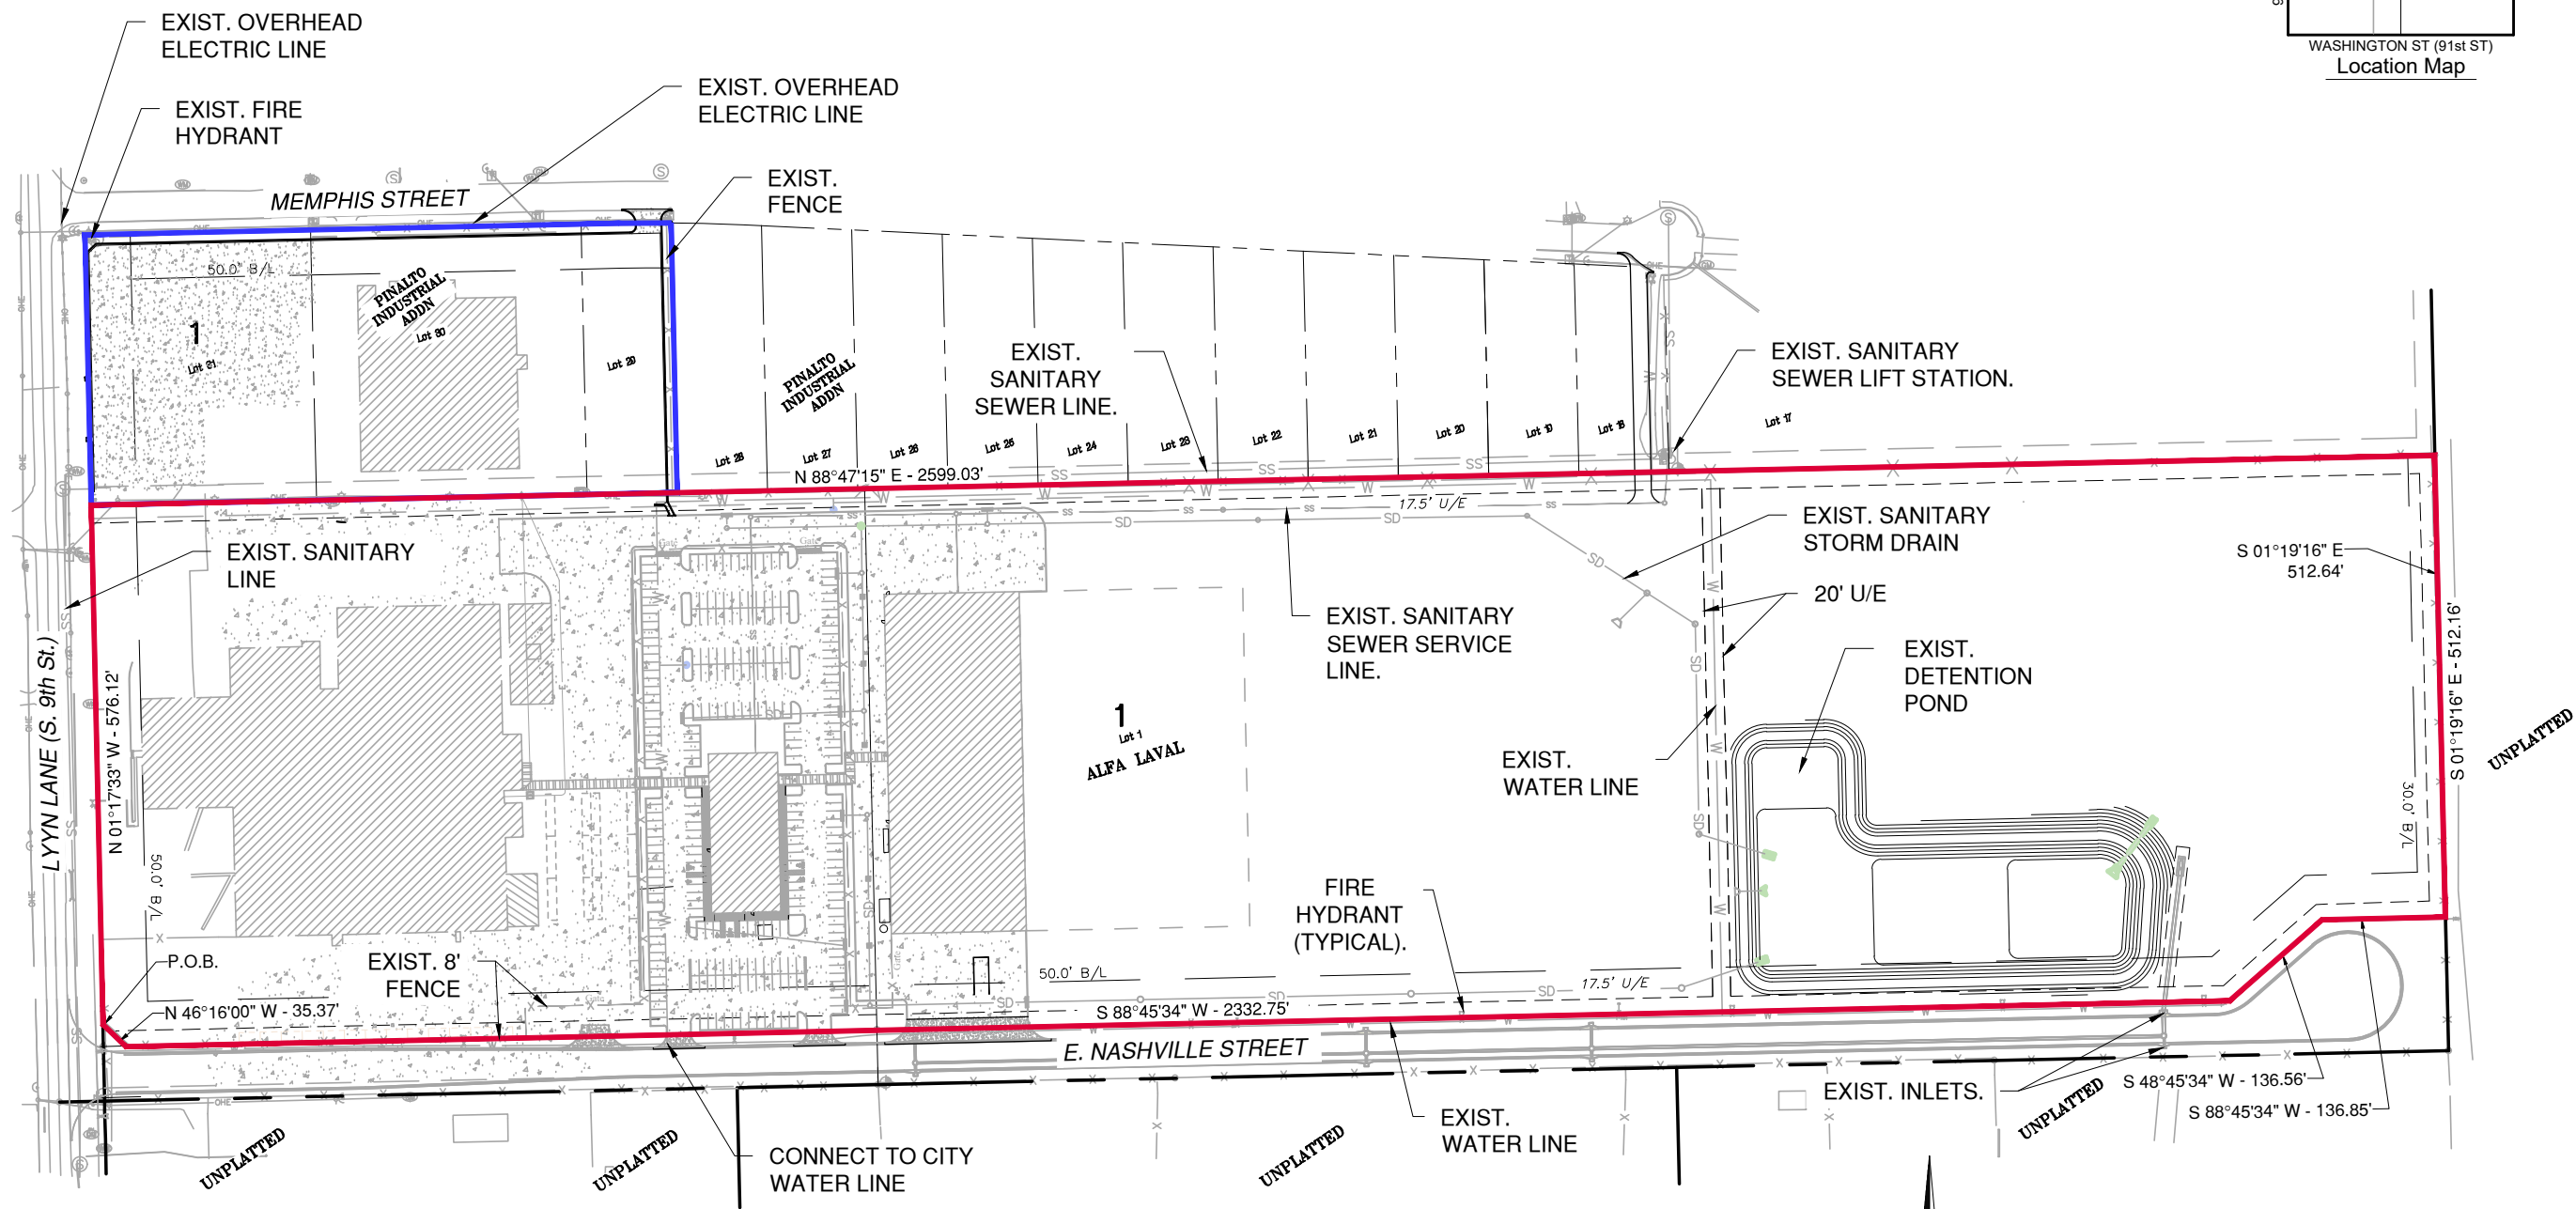 WASHINGTON ST (91st ST)
Location Map
EXIST. OVERHEAD
ELECTRIC LINE
EXIST. FIRE
HYDRANT
EXIST. OVERHEAD
ELECTRIC LINE
EXIST.
FENCE
MEMPHIS STREET
50.0' B/L
PINALTO
INDUSTRIAL
ADDN
Lot 30
1
Lot 31
Lot 29
PINALTO
INDUSTRIAL
ADDN
EXIST.
SANITARY
SEWER LINE.
EXIST. SANITARY
SEWER LIFT STATION.
Lot 28
Lot 27
Lot 26
Lot 25
Lot 24
Lot 23
Lot 22
Lot 21
Lot 20
Lot 19
Lot 18
Lot 17
N 88°47'15" E - 2599.03'
17.5' U/E
EXIST. SANITARY
STORM DRAIN
S 01°19'16" E
512.64'
EXIST. SANITARY
LINE
20' U/E
EXIST. SANITARY
SEWER SERVICE
LINE.
EXIST.
DETENTION
POND
LYYN LANE (S. 9th St.)
N 01°17'33" W - 576.12'
50.0' B/L
S 01°19'16" E - 512.16'
UNPLATTED
1
Lot 1
ALFA LAVAL
EXIST.
WATER LINE
30.0' B/L
FIRE
HYDRANT
(TYPICAL).
P.O.B.
EXIST. 8'
FENCE
50.0' B/L
17.5' U/E
N 46°16'00" W - 35.37'
S 88°45'34" W - 2332.75'
E. NASHVILLE STREET
EXIST. INLETS.
S 48°45'34" W - 136.56'
S 88°45'34" W - 136.85'
EXIST.
WATER LINE
CONNECT TO CITY
WATER LINE
UNPLATTED
UNPLATTED
UNPLATTED
UNPLATTED